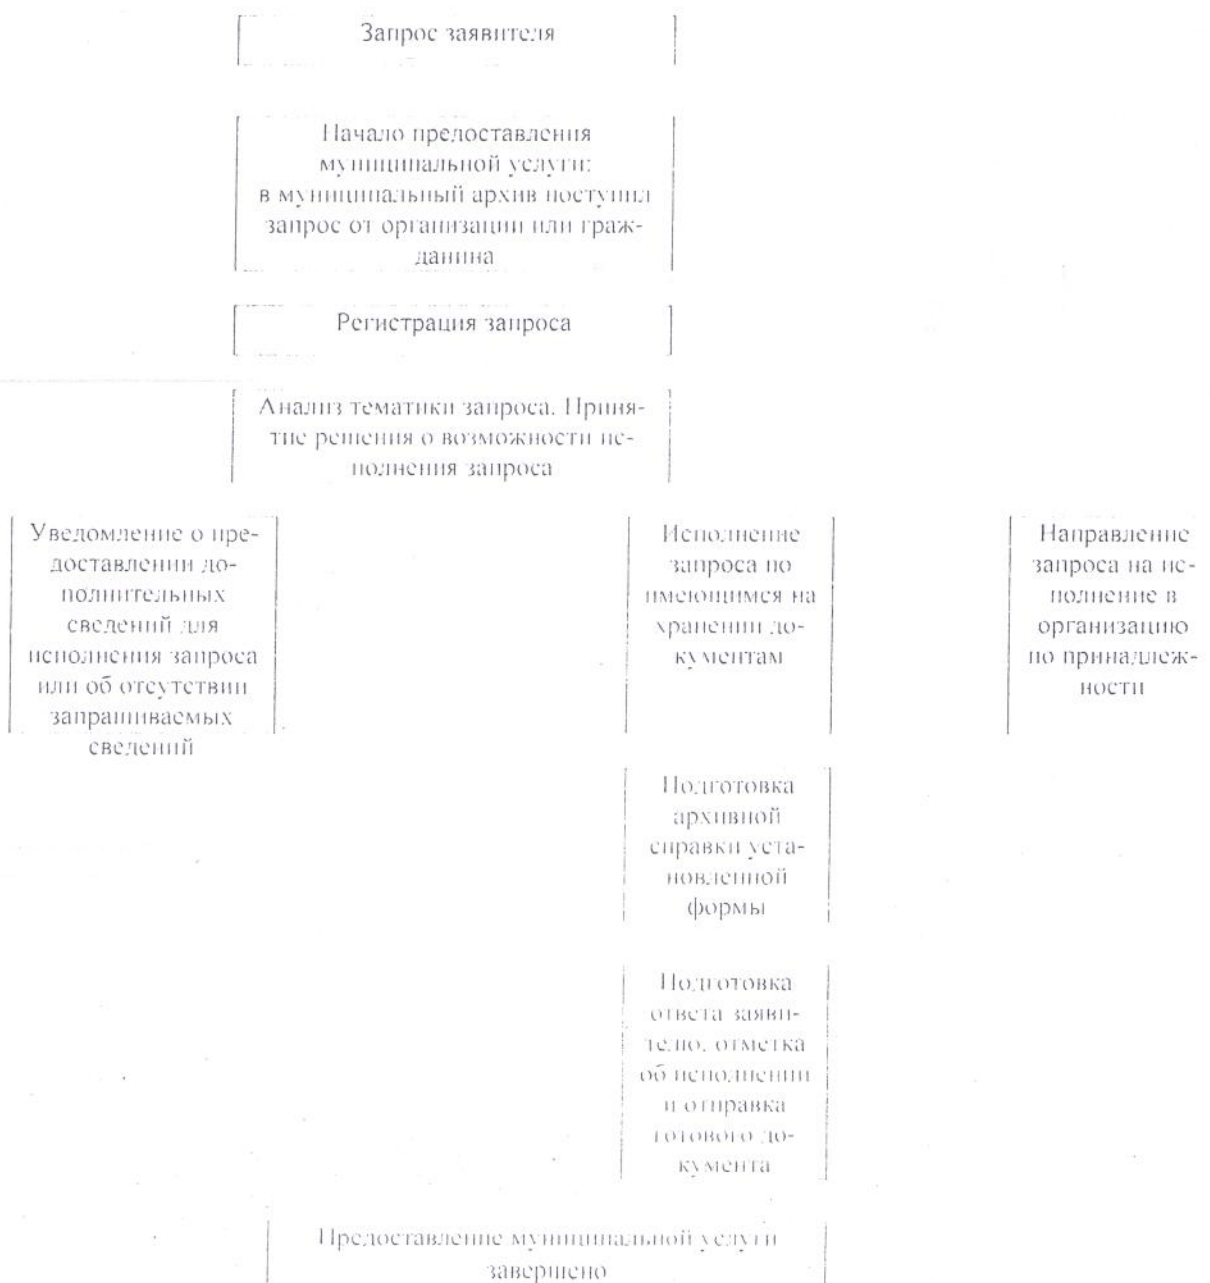 Запрос заявителя
Начало предоставления
муниципальной услуги:
в муниципальный архив поступил
запрос от организации или граж-
данина
Регистрация запроса
Анализ тематики запроса. Приня-
тие решения о возможности ис-
полнения запроса
Уведомление о пре-
доставлении до-
полнительных
сведений для
исполнения запроса
или об отсутствии
запрашиваемых
сведений
Исполнение
запроса по
имеющимся на
хранении до-
кументам
Направление
запроса на ис-
полнение в
организацию
по принадлеж-
ности
Подготовка
архивной
справки уста-
новленной
формы
Подготовка
ответа заяви-
телю, отметка
об исполнении
и отправка
готового до-
кумента
Предоставление муниципальной услуги
завершено